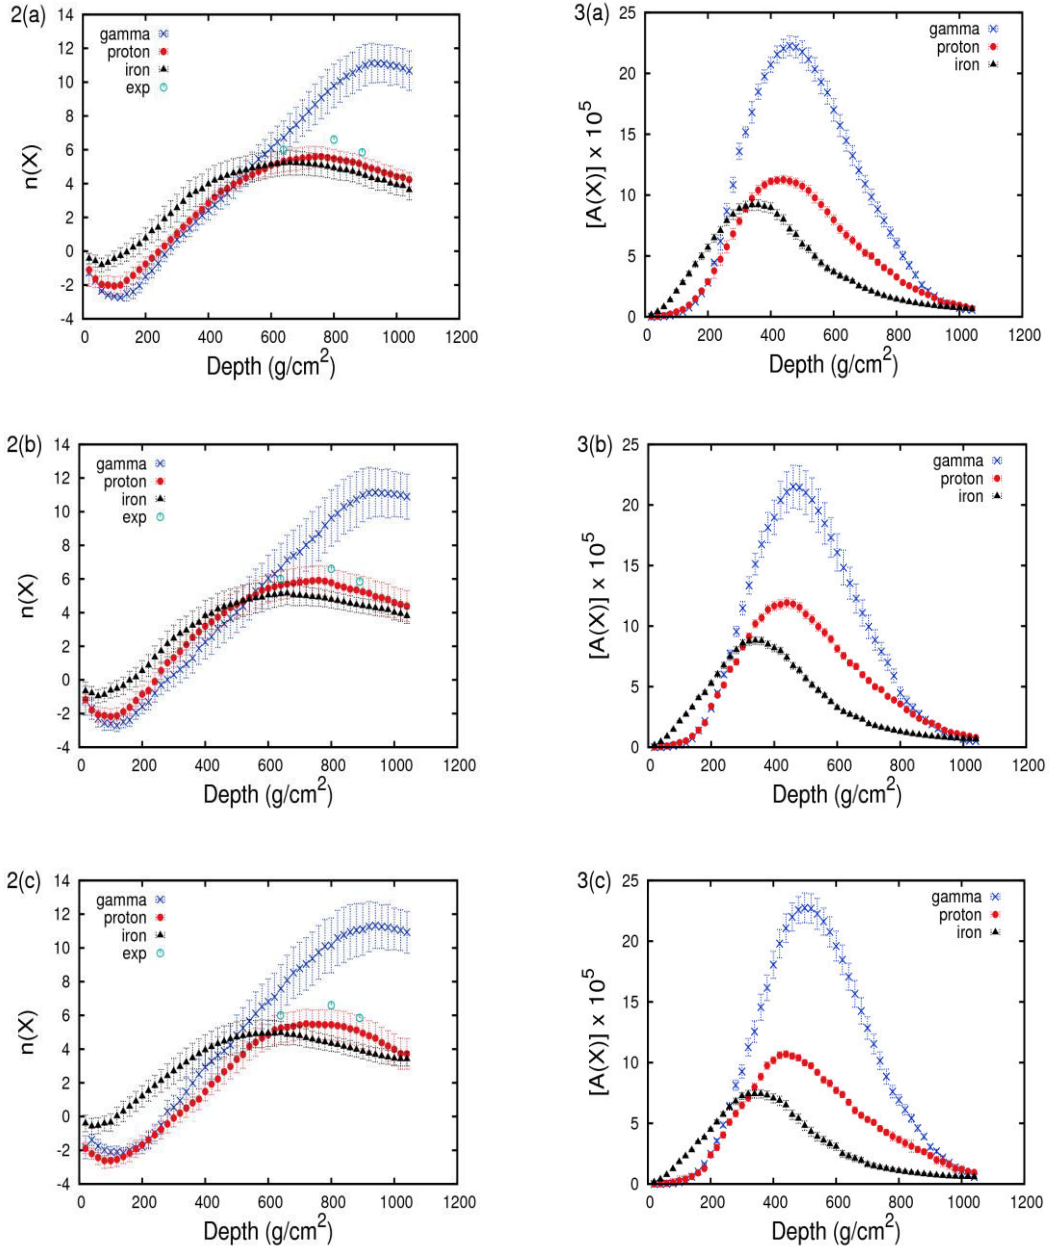 2(a)
14
12
10
8
6
4
2
0
-2
-4
n(X)
gamma
proton
iron
exp
0 200 400 600 800 1000 1200
Depth (g/cm²)
3(a)
25
20
15
10
5
0
[A(X)] x 10⁵
gamma
proton
iron
0 200 400 600 800 1000 1200
Depth (g/cm²)
2(b)
14
12
10
8
6
4
2
0
-2
-4
n(X)
gamma
proton
iron
exp
0 200 400 600 800 1000 1200
Depth (g/cm²)
3(b)
25
20
15
10
5
0
[A(X)] x 10⁵
gamma
proton
iron
0 200 400 600 800 1000 1200
Depth (g/cm²)
2(c)
14
12
10
8
6
4
2
0
-2
-4
n(X)
gamma
proton
iron
exp
0 200 400 600 800 1000 1200
Depth (g/cm²)
3(c)
25
20
15
10
5
0
[A(X)] x 10⁵
gamma
proton
iron
0 200 400 600 800 1000 1200
Depth (g/cm²)